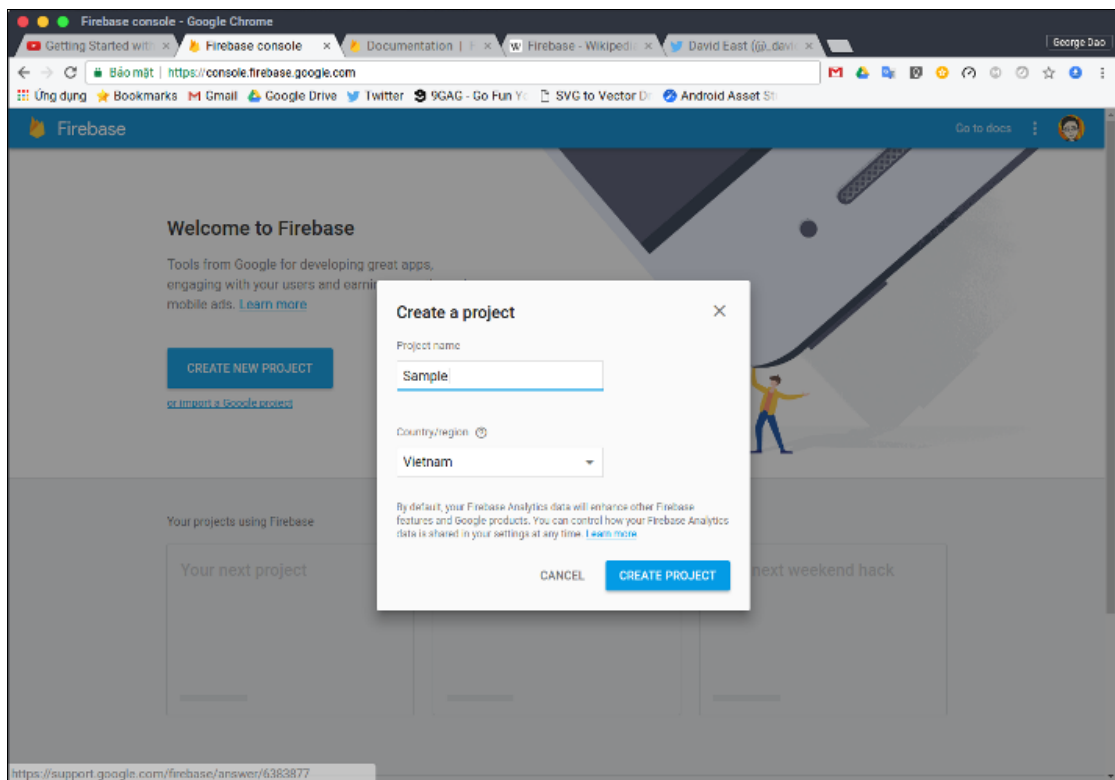 Firebase console - Google Chrome
Getting Started with
Firebase console
Documentation |
Firebase - Wikipedi
David East (@_davi
George Dao
Bảo mật | https://console.firebase.google.com
Ứng dụng Bookmarks Gmail Google Drive Twitter 9GAG - Go Fun Yo SVG to Vector Dr Android Asset St
Firebase
Go to docs
Welcome to Firebase
Tools from Google for developing great apps,
engaging with your users and earnin
mobile ads. Learn more
CREATE NEW PROJECT
or import a Google project
Create a project
Project name
Sample
Country/region
Vietnam
By default, your Firebase Analytics data will enhance other Firebase
features and Google products. You can control how your Firebase Analytics
data is shared in your settings at any time. Learn more
CANCEL
CREATE PROJECT
Your projects using Firebase
Your next project
next weekend hack
https://support.google.com/firebase/answer/6383877